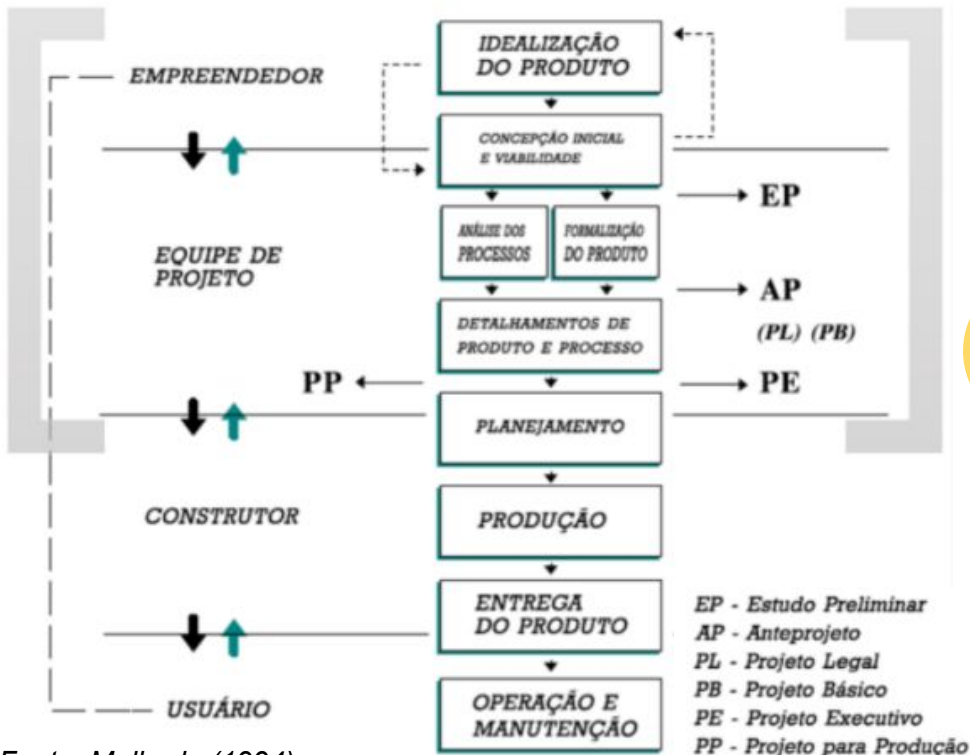 IDEALIZAÇÃO
DO PRODUTO
EMPREENDEDOR
CONCEPÇÃO INICIAL
E VIABILIDADE
EP
ANÁLISE DOS
PROCESSOS
FORMALIZAÇÃO
DO PRODUTO
EQUIPE DE
PROJETO
AP
(PL) (PB)
DETALHAMENTOS DE
PRODUTO E PROCESSO
PP
PE
PLANEJAMENTO
CONSTRUTOR
PRODUÇÃO
ENTREGA
DO PRODUTO
USUÁRIO
OPERAÇÃO E
MANUTENÇÃO
EP - Estudo Preliminar
AP - Anteprojeto
PL - Projeto Legal
PB - Projeto Básico
PE - Projeto Executivo
PP - Projeto para Produção
(1994)